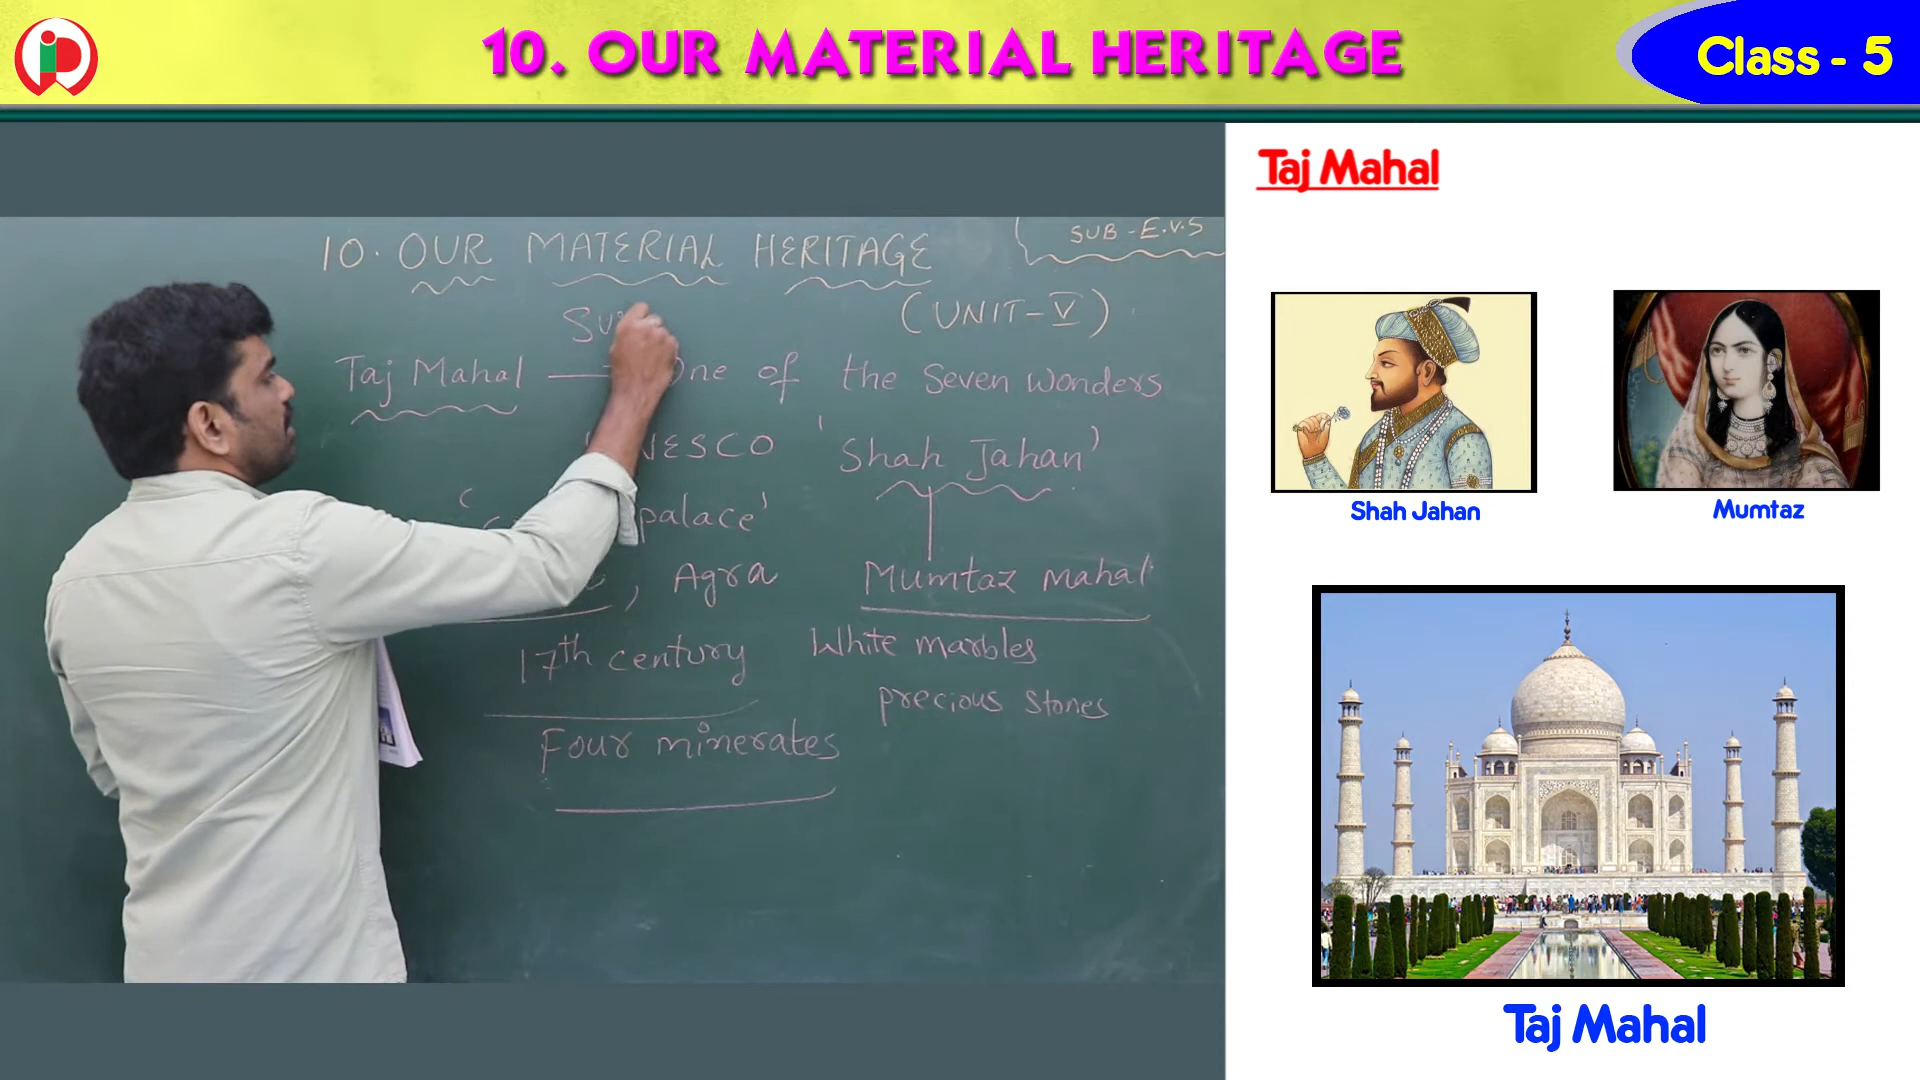 10. OUR MATERIAL HERITAGE
Class - 5
10. OUR MATERIAL HERITAGE
SUB - E.V.S
(UNIT-V)
Taj Mahal One of the Seven wonders
'Shah Jahan'
palace'
, Agra
Mumtaz mahal
17th century
White marbles
precious stones
Four minerates
Taj Mahal
Shah Jahan
Mumtaz
Taj Mahal